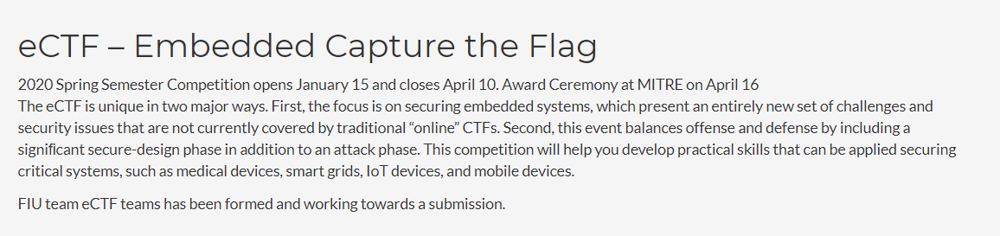 eCTF – Embedded Capture the Flag
2020 Spring Semester Competition opens January 15 and closes April 10. Award Ceremony at MITRE on April 16
The eCTF is unique in two major ways. First, the focus is on securing embedded systems, which present an entirely new set of challenges and
security issues that are not currently covered by traditional “online” CTFs. Second, this event balances offense and defense by including a
significant secure-design phase in addition to an attack phase. This competition will help you develop practical skills that can be applied securing
critical systems, such as medical devices, smart grids, IoT devices, and mobile devices.
FIU team eCTF teams has been formed and working towards a submission.